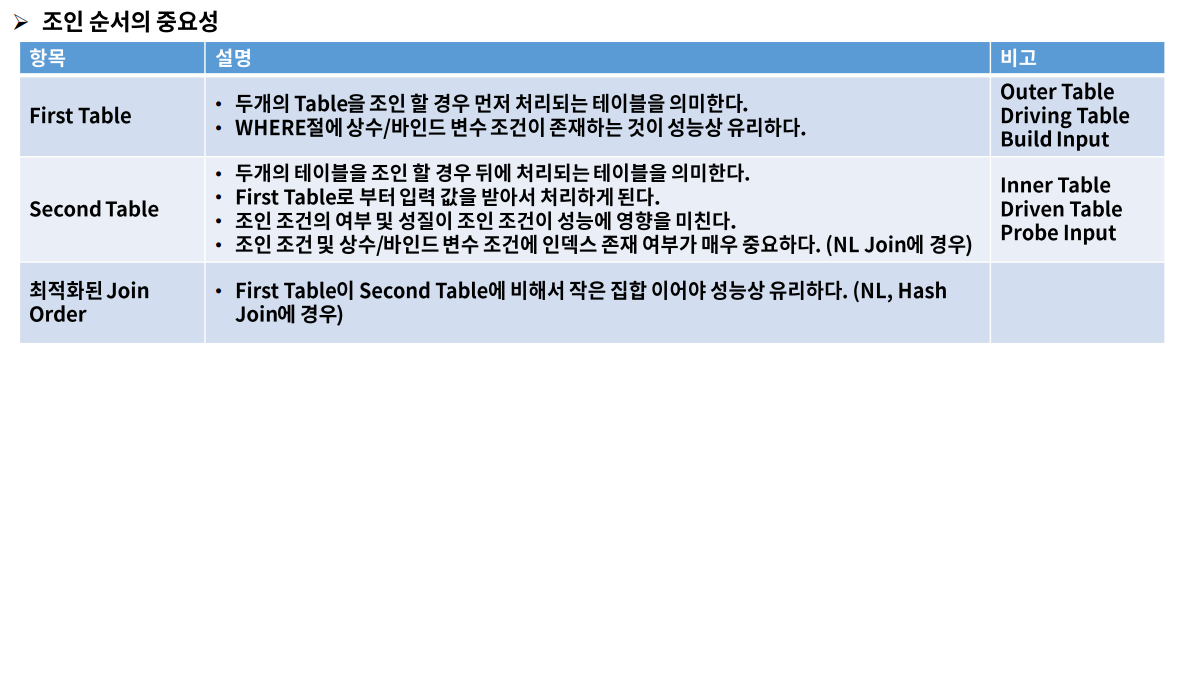 ➢ 조인 순서의 중요성
항목 설명 비고
First Table
• 두개의 Table을 조인 할 경우 먼저 처리되는 테이블을 의미한다.
• WHERE절에 상수/바인드 변수 조건이 존재하는 것이 성능상 유리하다.
Outer Table
Driving Table
Build Input
Second Table
• 두개의 테이블을 조인 할 경우 뒤에 처리되는 테이블을 의미한다.
• First Table로 부터 입력 값을 받아서 처리하게 된다.
• 조인 조건의 여부 및 성질이 조인 조건이 성능에 영향을 미친다.
• 조인 조건 및 상수/바인드 변수 조건에 인덱스 존재 여부가 매우 중요하다. (NL Join에 경우)
Inner Table
Driven Table
Probe Input
최적화된 Join
Order
• First Table이 Second Table에 비해서 작은 집합 이어야 성능상 유리하다. (NL, Hash
Join에 경우)